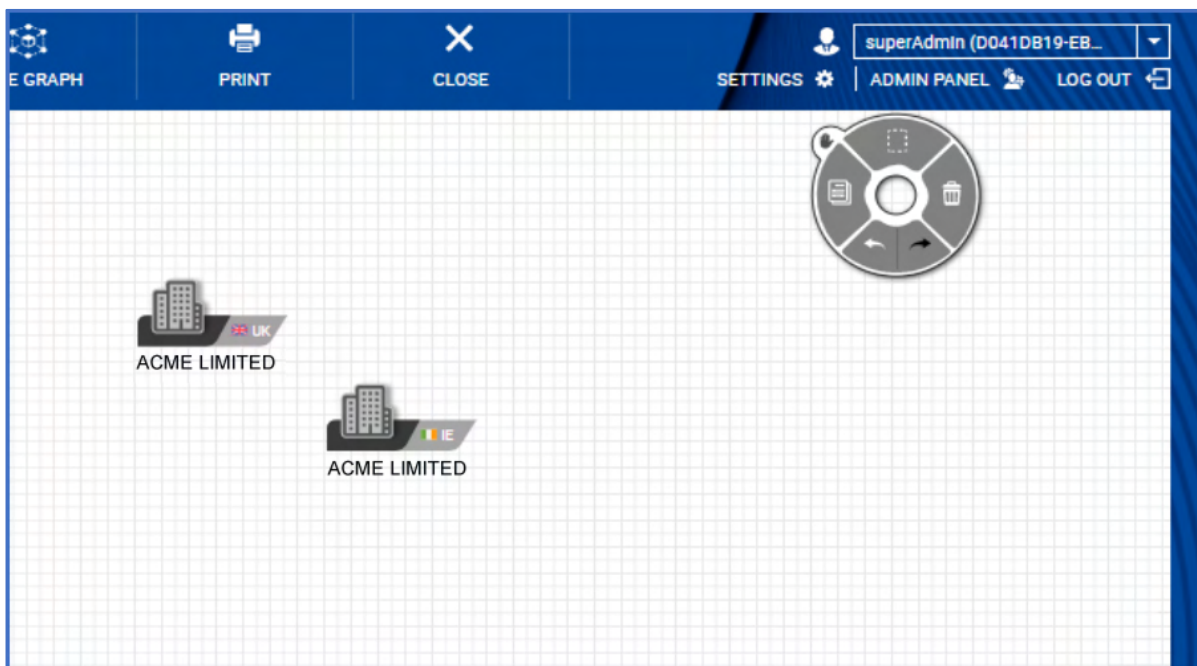 superAdmin (D041DB19-EB...
E GRAPH
PRINT
CLOSE
SETTINGS
ADMIN PANEL
LOG OUT
UK
ACME LIMITED
IE
ACME LIMITED